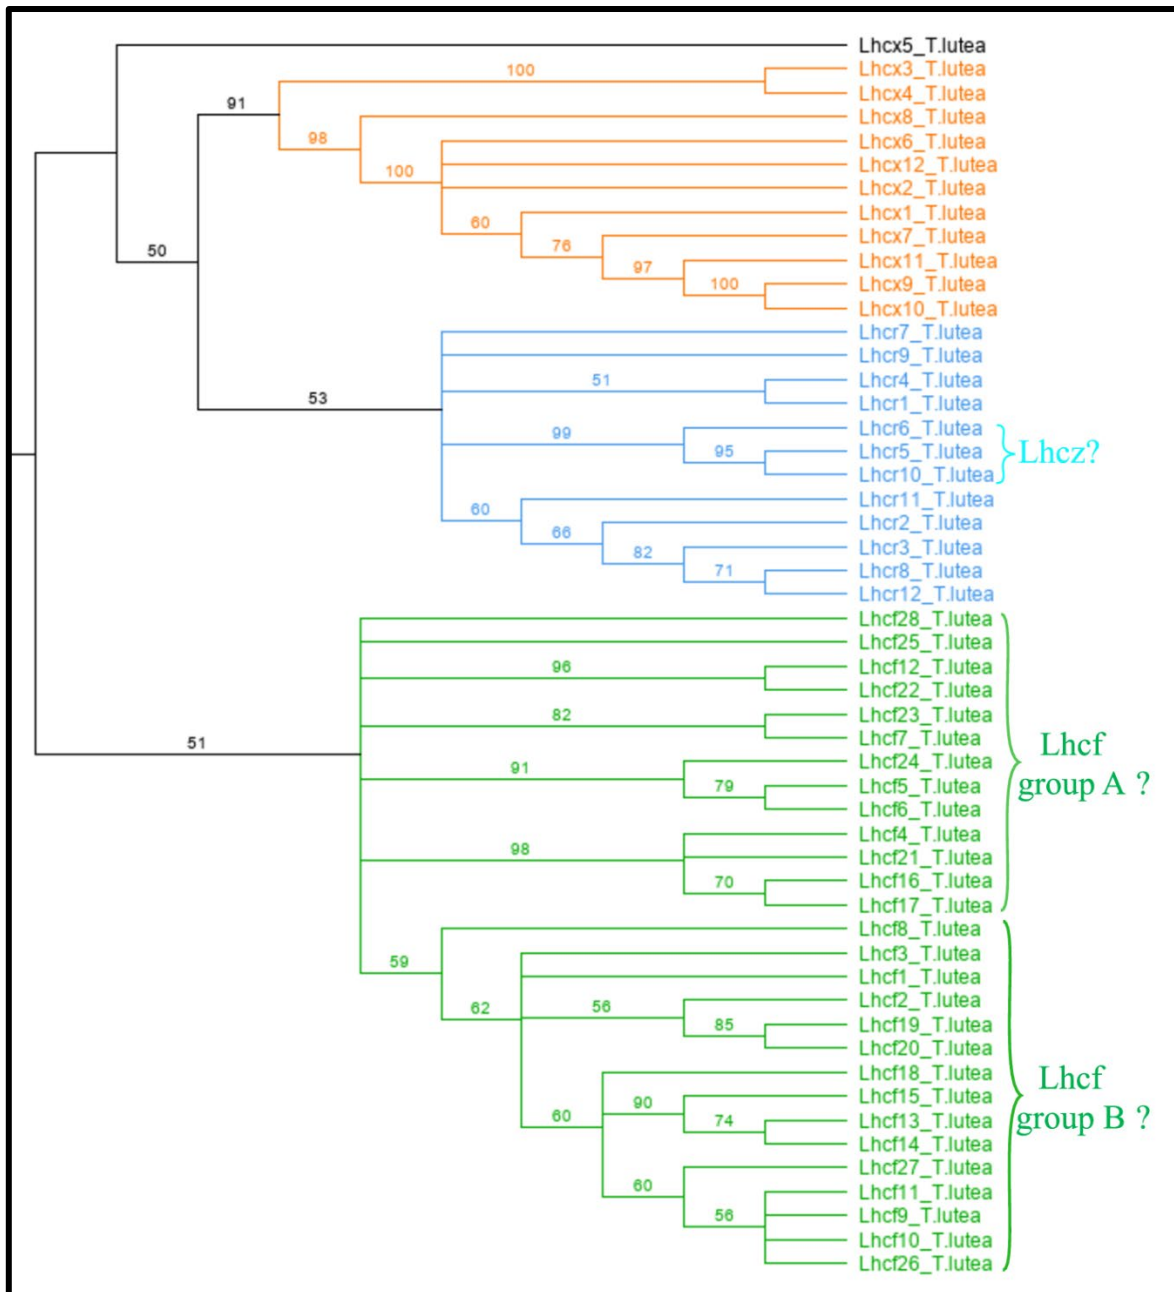 Lhcx5_T.lutea
100
Lhcx3_T.lutea
Lhcx4_T.lutea
91
98
Lhcx8_T.lutea
100
Lhcx6_T.lutea
Lhcx12_T.lutea
Lhcx2_T.lutea
60
Lhcx1_T.lutea
76
Lhcx7_T.lutea
97
Lhcx11_T.lutea
100
Lhcx9_T.lutea
Lhcx10_T.lutea
50
53
Lhcr7_T.lutea
Lhcr9_T.lutea
51
Lhcr4_T.lutea
Lhcr1_T.lutea
99
Lhcr6_T.lutea
95
Lhcr5_T.lutea
Lhcr10_T.lutea
Lhcz?
60
Lhcr11_T.lutea
66
Lhcr2_T.lutea
82
Lhcr3_T.lutea
71
Lhcr8_T.lutea
Lhcr12_T.lutea
51
Lhcf28_T.lutea
Lhcf25_T.lutea
96
Lhcf12_T.lutea
Lhcf22_T.lutea
82
Lhcf23_T.lutea
Lhcf7_T.lutea
91
Lhcf24_T.lutea
79
Lhcf5_T.lutea
Lhcf6_T.lutea
98
Lhcf4_T.lutea
Lhcf21_T.lutea
70
Lhcf16_T.lutea
Lhcf17_T.lutea
Lhcf
group A ?
59
Lhcf8_T.lutea
62
Lhcf3_T.lutea
Lhcf1_T.lutea
56
Lhcf2_T.lutea
85
Lhcf19_T.lutea
Lhcf20_T.lutea
60
Lhcf18_T.lutea
90
Lhcf15_T.lutea
74
Lhcf13_T.lutea
Lhcf14_T.lutea
60
Lhcf27_T.lutea
56
Lhcf11_T.lutea
Lhcf9_T.lutea
Lhcf10_T.lutea
Lhcf26_T.lutea
Lhcf
group B ?